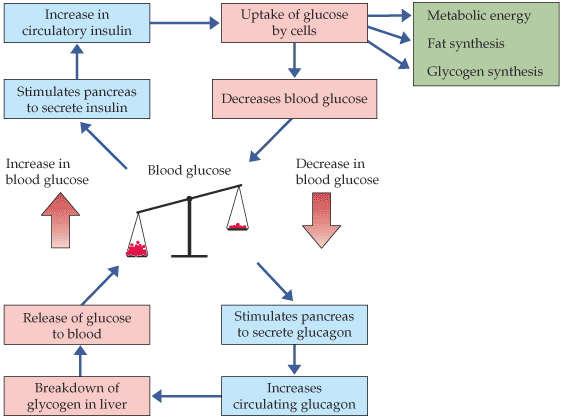 Increase in
circulatory insulin
Uptake of glucose
by cells
Metabolic energy
Fat synthesis
Glycogen synthesis
Stimulates pancreas
to secrete insulin
Decreases blood glucose
Increase in
blood glucose
Blood glucose
Decrease in
blood glucose
Release of glucose
to blood
Stimulates pancreas
to secrete glucagon
Breakdown of
glycogen in liver
Increases
circulating glucagon